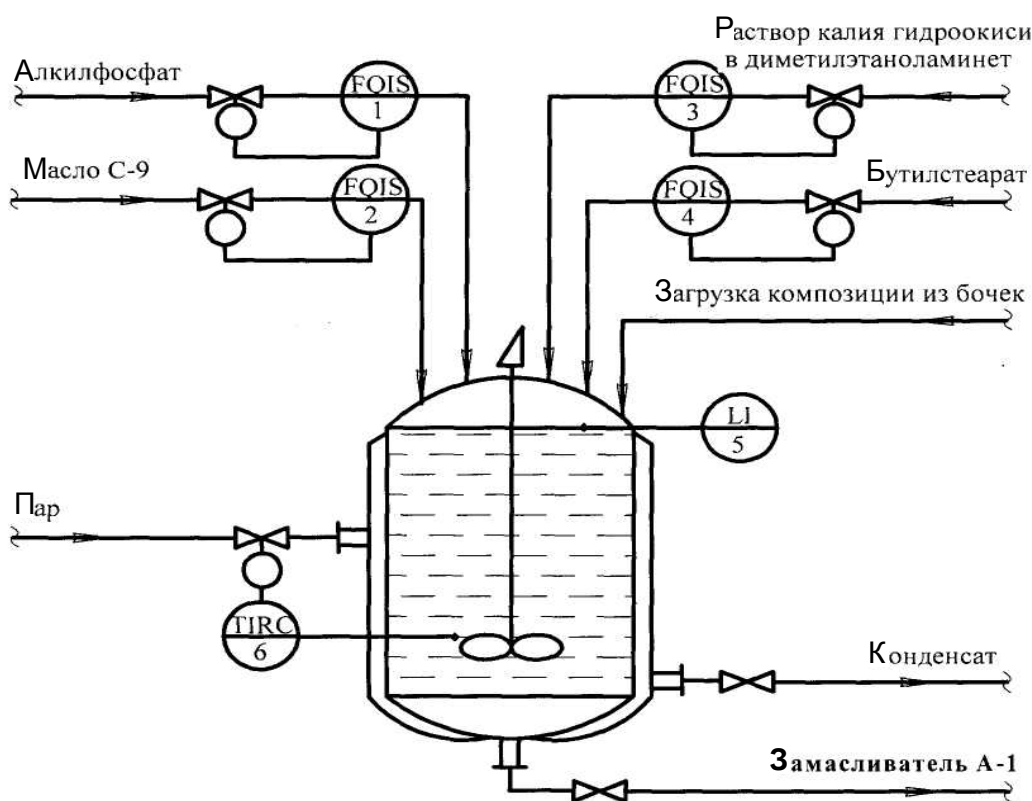 Алкилфосфат
FQIS
1
Масло С-9
FQIS
2
Раствор калия гидроокиси
в диметилэтаноламинет
FQIS
3
Бутилстеарат
FQIS
4
Загрузка композиции из бочек
LI
5
Пар
TIRC
6
Конденсат
Замасливатель А-1